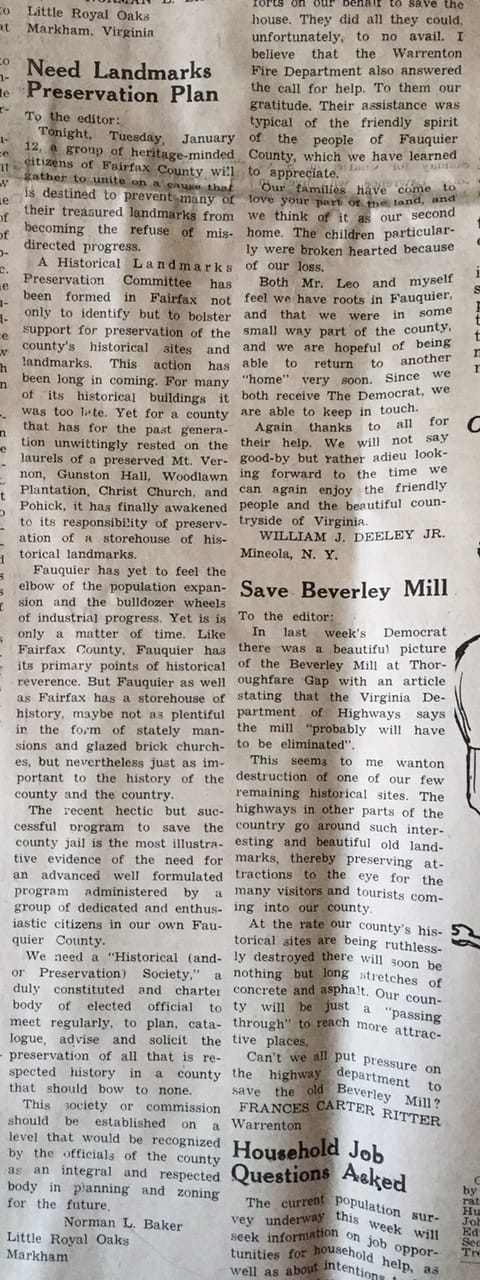 Little Royal Oaks
Markham, Virginia
Need Landmarks
Preservation Plan
To the editor:
Tonight, Tuesday, January
12, a group of heritage-minded
citizens of Fairfax County will
gather to unite on a cause that
is destined to prevent many of
their treasured landmarks from
becoming the refuse of mis-
directed progress.
A Historical Landmarks
Preservation Committee has
been formed in Fairfax not
only to identify but to bolster
support for preservation of the
county's historical sites and
landmarks. This action has
been long in coming. For many
of its historical buildings it
was too late. Yet for a county
that has for the past genera-
tion unwittingly rested on the
laurels of a preserved Mt. Ver-
non, Gunston Hall, Woodlawn
Plantation, Christ Church, and
Pohick, it has finally awakened
to its responsibility of preserv-
ation of a storehouse of his-
torical landmarks.
Fauquier has yet to feel the
elbow of the population expan-
sion and the bulldozer wheels
of industrial progress. Yet is is
only a matter of time. Like
Fairfax County, Fauquier has
its primary points of historical
reverence. But Fauquier as well
as Fairfax has a storehouse of
history, maybe not as plentiful
in the form of stately man-
sions and glazed brick church-
es, but nevertheless just as im-
portant to the history of the
county and the country.
The recent hectic but suc-
cessful program to save the
county jail is the most illustra-
tive evidence of the need for
an advanced well formulated
program administered by a
group of dedicated and enthus-
iastic citizens in our own Fau-
quier County.
We need a "Historical (and-
or Preservation) Society," a
duly constituted and charter
body of elected official to
meet regularly, to plan, cata-
logue, advise and solicit the
preservation of all that is re-
spected history in a county
that should bow to none.
This society or commission
should be established on a
level that would be recognized
by the officials of the county
as an integral and respected
body in planning and zoning
for the future.
Norman L. Baker
Little Royal Oaks
Markham
forts on our behalf to save the
house. They did all they could,
unfortunately, to no avail. I
believe that the Warrenton
Fire Department also answered
the call for help. To them our
gratitude. Their assistance was
typical of the friendly spirit
of the people of Fauquier
County, which we have learned
to appreciate.
Our families have come to
love your part of the land, and
we think of it as our second
home. The children particular-
ly were broken hearted because
of our loss.
Both Mr. Leo and myself
feel we have roots in Fauquier,
and that we were in some
small way part of the county,
and we are hopeful of being
able to return to another
"home" very soon. Since we
both receive The Democrat, we
are able to keep in touch.
Again thanks to all for
their help. We will not say
good-by but rather adieu look-
ing forward to the time we
can again enjoy the friendly
people and the beautiful coun-
tryside of Virginia.
WILLIAM J. DEELEY JR.
Mineola, N. Y.
Save Beverley Mill
To the editor:
In last week's Democrat
there was a beautiful picture
of the Beverley Mill at Thor-
oughfare Gap with an article
stating that the Virginia De-
partment of Highways says
the mill "probably will have
to be eliminated".
This seems to me wanton
destruction of one of our few
remaining historical sites. The
highways in other parts of the
country go around such inter-
esting and beautiful old land-
marks, thereby preserving at-
tractions to the eye for the
many visitors and tourists com-
ing into our county.
At the rate our county's his-
torical sites are being ruthless-
ly destroyed there will soon be
nothing but long stretches of
concrete and asphalt. Our coun-
ty will be just a "passing
through" to reach more attrac-
tive places.
Can't we all put pressure on
the highway department to
save the old Beverley Mill?
FRANCES CARTER RITTER
Warrenton
Household Job
Questions Asked
The current population sur-
vey underway this week will
seek information on job oppor-
tunities for household help, as
well as about intentions